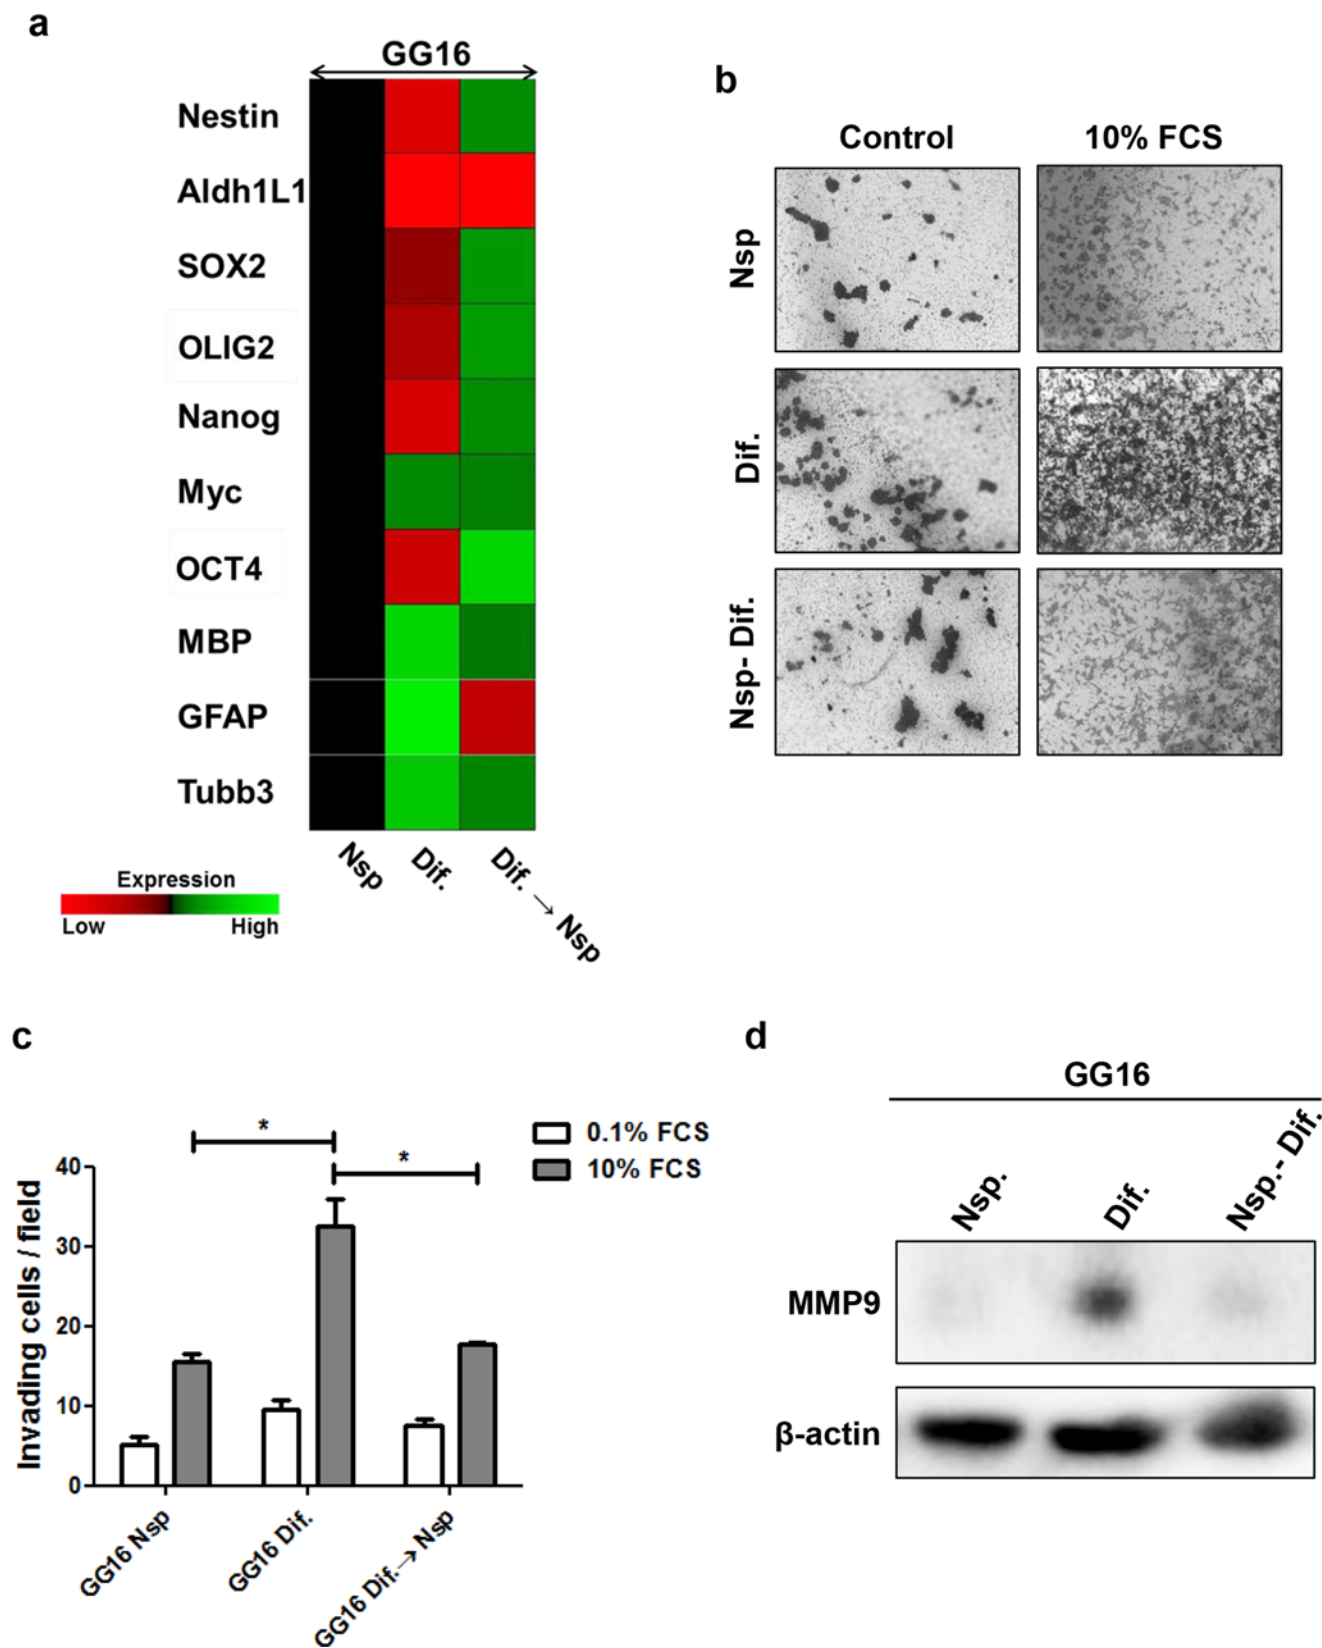 a
GG16
Nestin
Aldh1L1
SOX2
OLIG2
Nanog
Myc
OCT4
MBP
GFAP
Tubb3
Nsp
Dif.
Dif. → Nsp
Expression
Low High
b
Control 10% FCS
Nsp
Dif.
Nsp- Dif.
c
*
*
0.1% FCS
10% FCS
Invading cells / field
40
30
20
10
0
GG16 Nsp
GG16 Dif.
GG16 Dif.→ Nsp
d
GG16
Nsp.
Dif.
Nsp.- Dif.
MMP9
β-actin